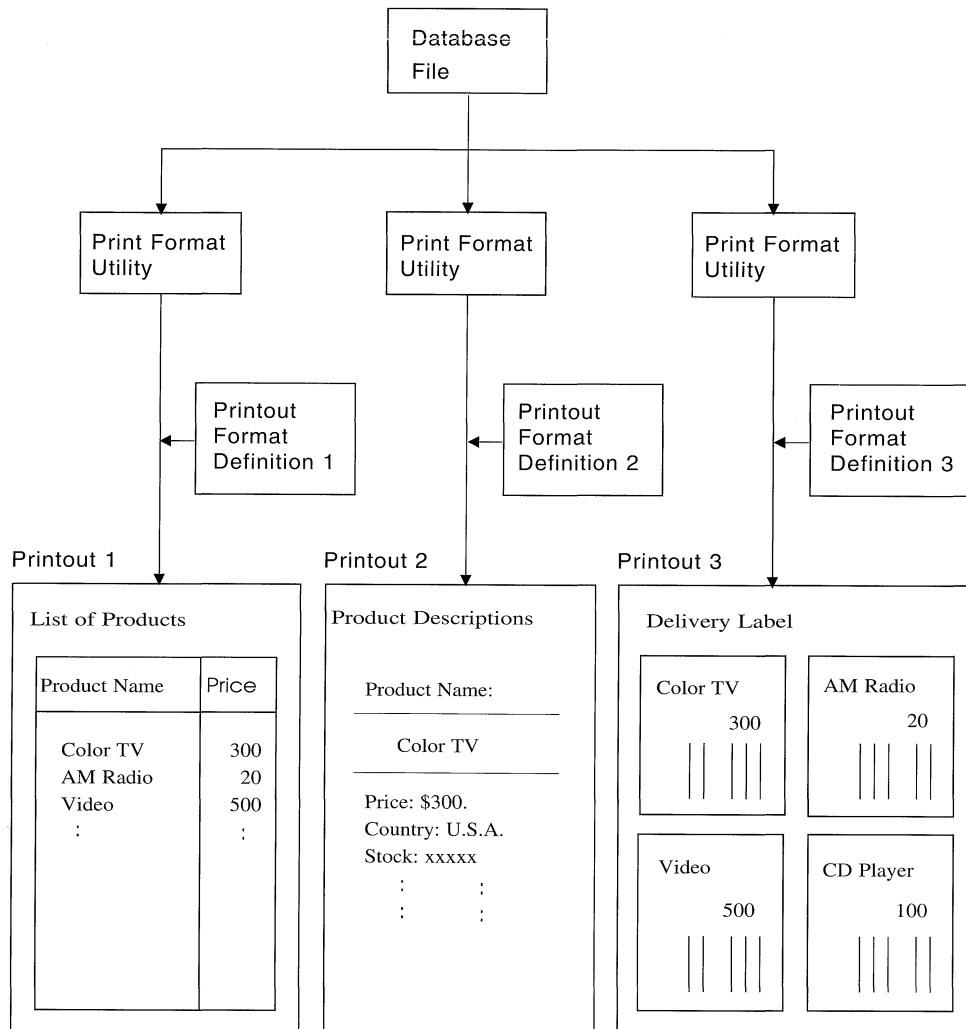 Database
File
Print Format
Utility
Print Format
Utility
Print Format
Utility
Printout
Format
Definition 1
Printout
Format
Definition 2
Printout
Format
Definition 3
Printout 1
List of Products
Product Name Price
Color TV 300
AM Radio 20
Video 500
: :
Printout 2
Product Descriptions
Product Name:
Color TV
Price: $300.
Country: U.S.A.
Stock: xxxxx
: :
: :
Printout 3
Delivery Label
Color TV
300
AM Radio
20
Video
500
CD Player
100